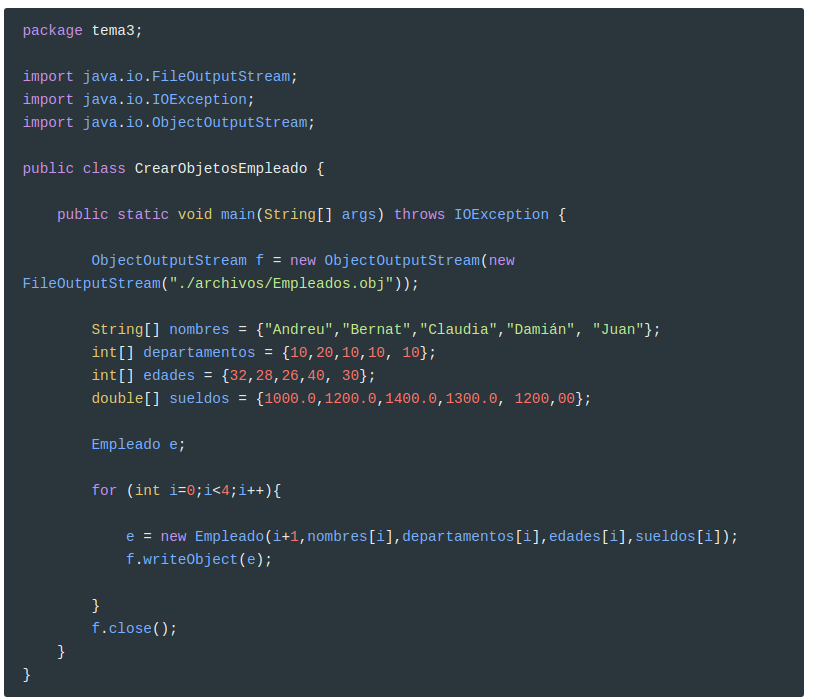 package tema3;
import java.io.FileOutputStream;
import java.io.IOException;
import java.io.ObjectOutputStream;
public class CrearObjetosEmpleado {
public static void main(String[] args) throws IOException {
ObjectOutputStream f = new ObjectOutputStream(new
FileOutputStream("./archivos/Empleados.obj"));
String[] nombres = {"Andreu","Bernat","Claudia","Damián", "Juan"};
int[] departamentos = {10,20,10,10, 10};
int[] edades = {32,28,26,40, 30};
double[] sueldos = {1000.0,1200.0,1400.0,1300.0, 1200,00};
Empleado e;
for (int i=0;i<4;i++){
e = new Empleado(i+1,nombres[i],departamentos[i],edades[i],sueldos[i]);
f.writeObject(e);
}
f.close();
}
}